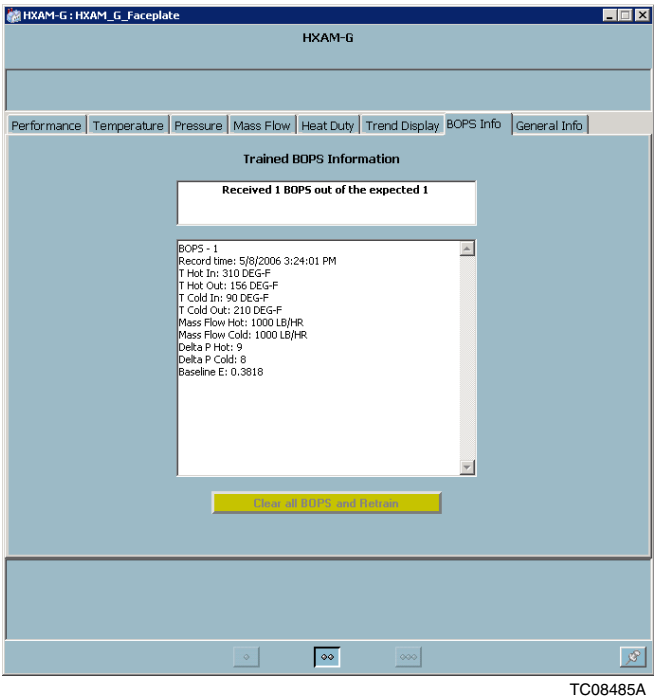 HXAM-G : HXAM_G_Faceplate
HXAM-G
Performance Temperature Pressure Mass Flow Heat Duty Trend Display BOPS Info General Info
Trained BOPS Information
Received 1 BOPS out of the expected 1
BOPS - 1
Record time: 5/8/2006 3:24:01 PM
T Hot In: 310 DEG-F
T Hot Out: 156 DEG-F
T Cold In: 90 DEG-F
T Cold Out: 210 DEG-F
Mass Flow Hot: 1000 LB/HR
Mass Flow Cold: 1000 LB/HR
Delta P Hot: 9
Delta P Cold: 8
Baseline E: 0.3818
Clear all BOPS and Retrain
TC08485A